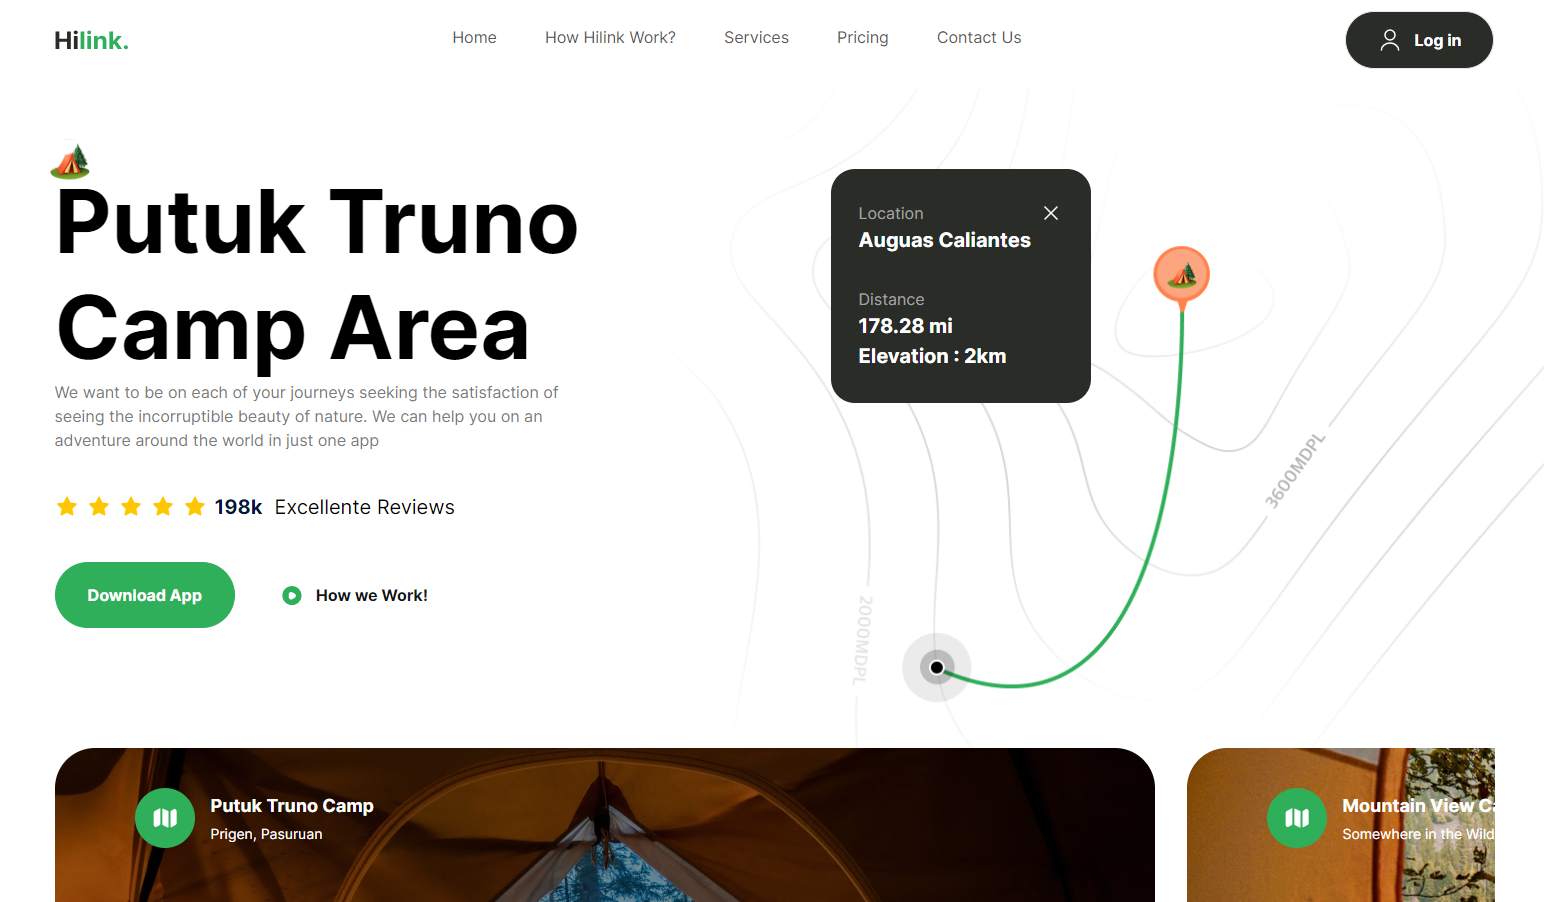 Hilink.
Home
How Hilink Work?
Services
Pricing
Contact Us
Log in
Putuk Truno
Camp Area
We want to be on each of your journeys seeking the satisfaction of
seeing the incorruptible beauty of nature. We can help you on an
adventure around the world in just one app
198k Excellente Reviews
Download App
How we Work!
Location
Auguas Caliantes
Distance
178.28 mi
Elevation : 2km
3600MDPL
2000MDPL
Putuk Truno Camp
Prigen, Pasuruan
Mountain View Ca
Somewhere in the Wild